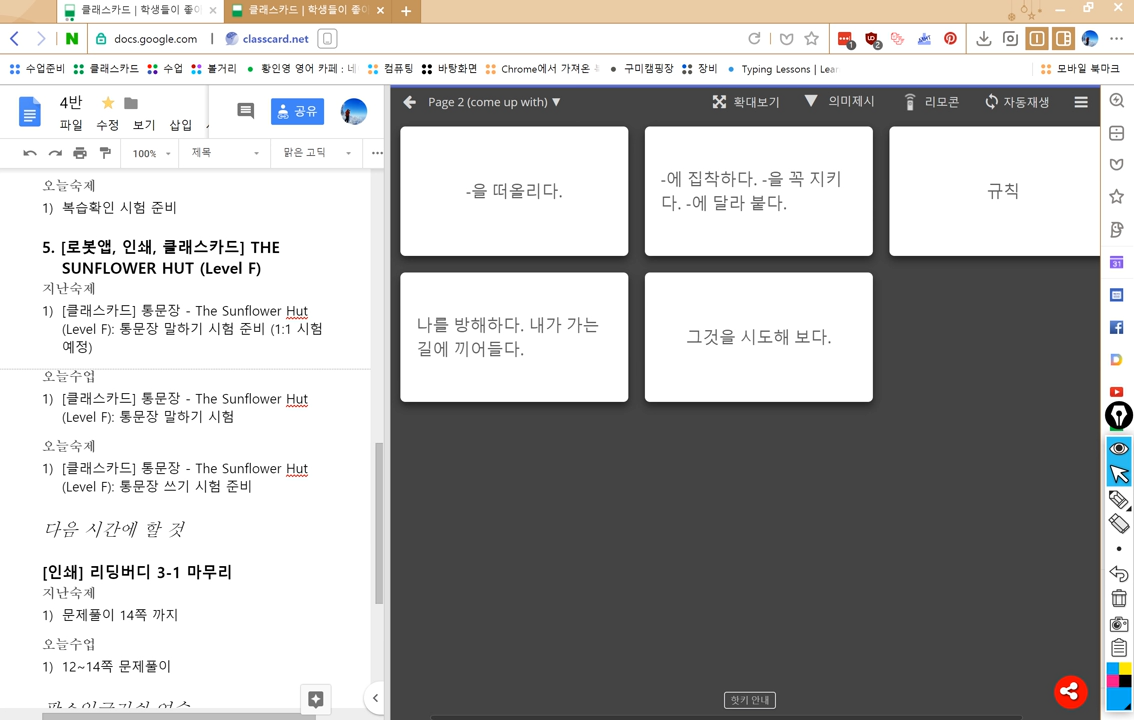 클래스카드 | 학생들이 좋아
클래스카드 | 학생들이 좋아
docs.google.com
classcard.net
1
2
수업준비
클래스카드
수업
볼거리
황인영 영어 카페 : 네
컴퓨팅
바탕화면
Chrome에서 가져온
구미캠핑장
장비
Typing Lessons | Lear
모바일 북마크
4반
파일
수정
보기
삽입
공유
100%
제목
맑은 고딕
오늘숙제
1) 복습확인 시험 준비
5. [로봇앱, 인쇄, 클래스카드] THE
SUNFLOWER HUT (Level F)
지난숙제
1) [클래스카드] 통문장 - The Sunflower Hut
(Level F): 통문장 말하기 시험 준비 (1:1 시험
예정)
오늘수업
1) [클래스카드] 통문장 - The Sunflower Hut
(Level F): 통문장 말하기 시험
오늘숙제
1) [클래스카드] 통문장 - The Sunflower Hut
(Level F): 통문장 쓰기 시험 준비
다음 시간에 할 것
[인쇄] 리딩버디 3-1 마무리
지난숙제
1) 문제풀이 14쪽 까지
오늘수업
1) 12~14쪽 문제풀이
Page 2 (come up with) ▼
확대보기
의미제시
리모콘
자동재생
-을 떠올리다.
-에 집착하다. -을 꼭 지키
다. -에 달라 붙다.
규칙
나를 방해하다. 내가 가는
길에 끼어들다.
그것을 시도해 보다.
핫키 안내
31